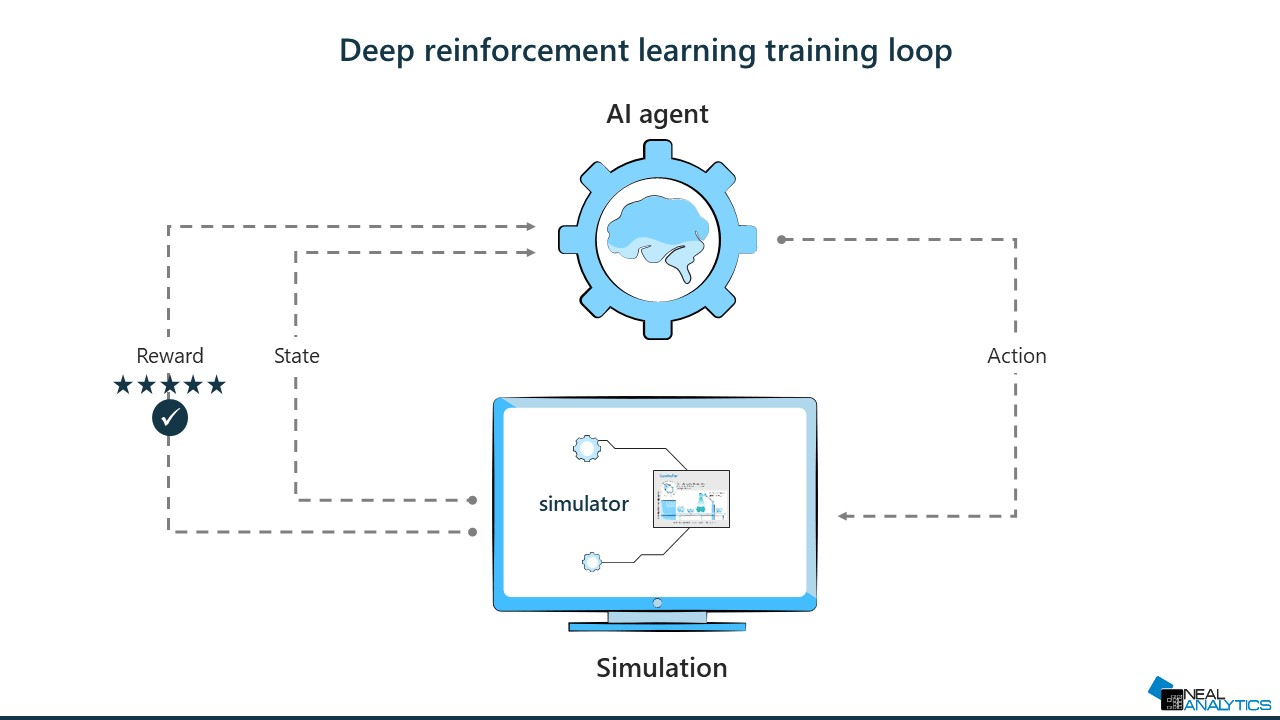 Deep reinforcement learning training loop
AI agent
Reward
State
Action
simulator
Simulation
NEAL
ANALYTICS